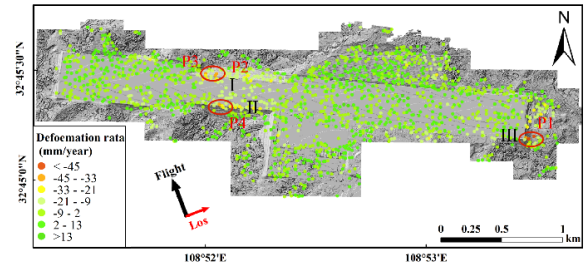 N
P3
P2
32°45'30"N
I
II
P4
P1
III
Defoemation rata
(mm/year)
< -45
-45 - -33
-33 - -21
-21 - -9
-9 - 2
2 - 13
>13
32°45'0"N
Flight
Los
0 0.25 0.5 1
km
108°52'E
108°53'E